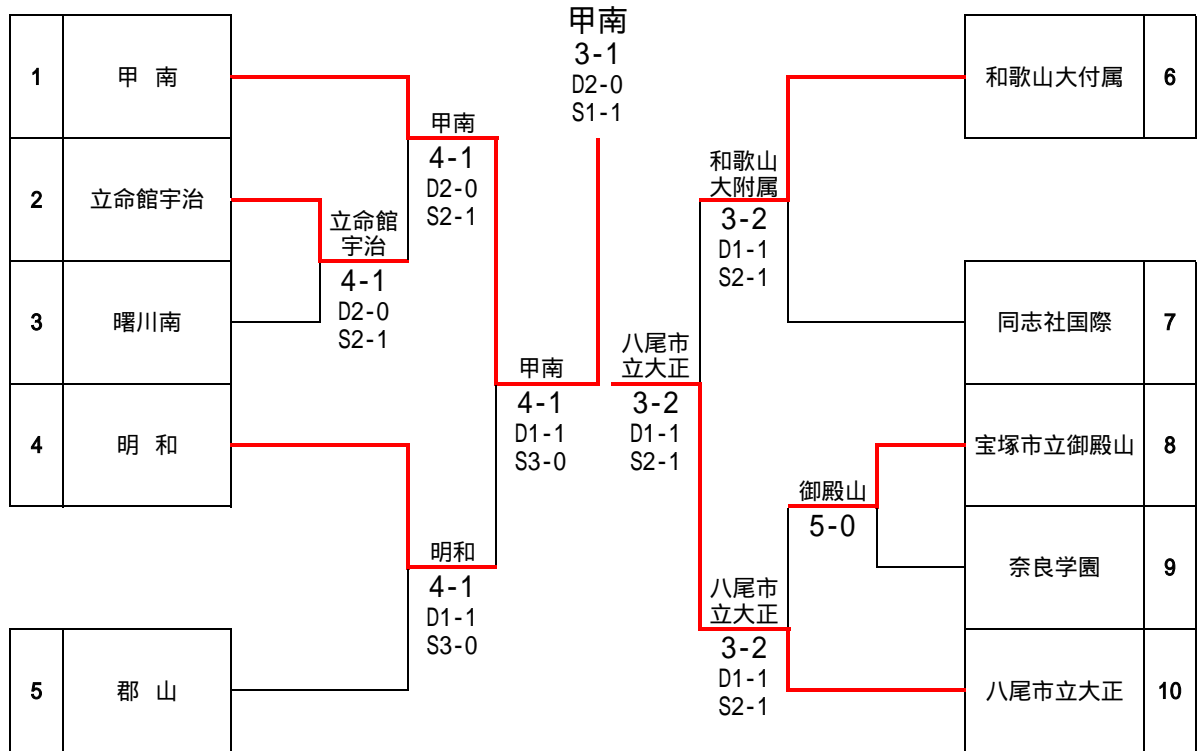 甲南
3-1
D2-0
S1-1
1 甲 南
2 立命館宇治
3 曙川南
4 明 和
5 郡 山
立命館
宇治
4-1
D2-0
S2-1
甲南
4-1
D2-0
S2-1
明和
4-1
D1-1
S3-0
甲南
4-1
D1-1
S3-0
八尾市
立大正
3-2
D1-1
S2-1
和歌山
大附属
3-2
D1-1
S2-1
御殿山
5-0
八尾市
立大正
3-2
D1-1
S2-1
和歌山大付属 6
同志社国際 7
宝塚市立御殿山 8
奈良学園 9
八尾市立大正 10